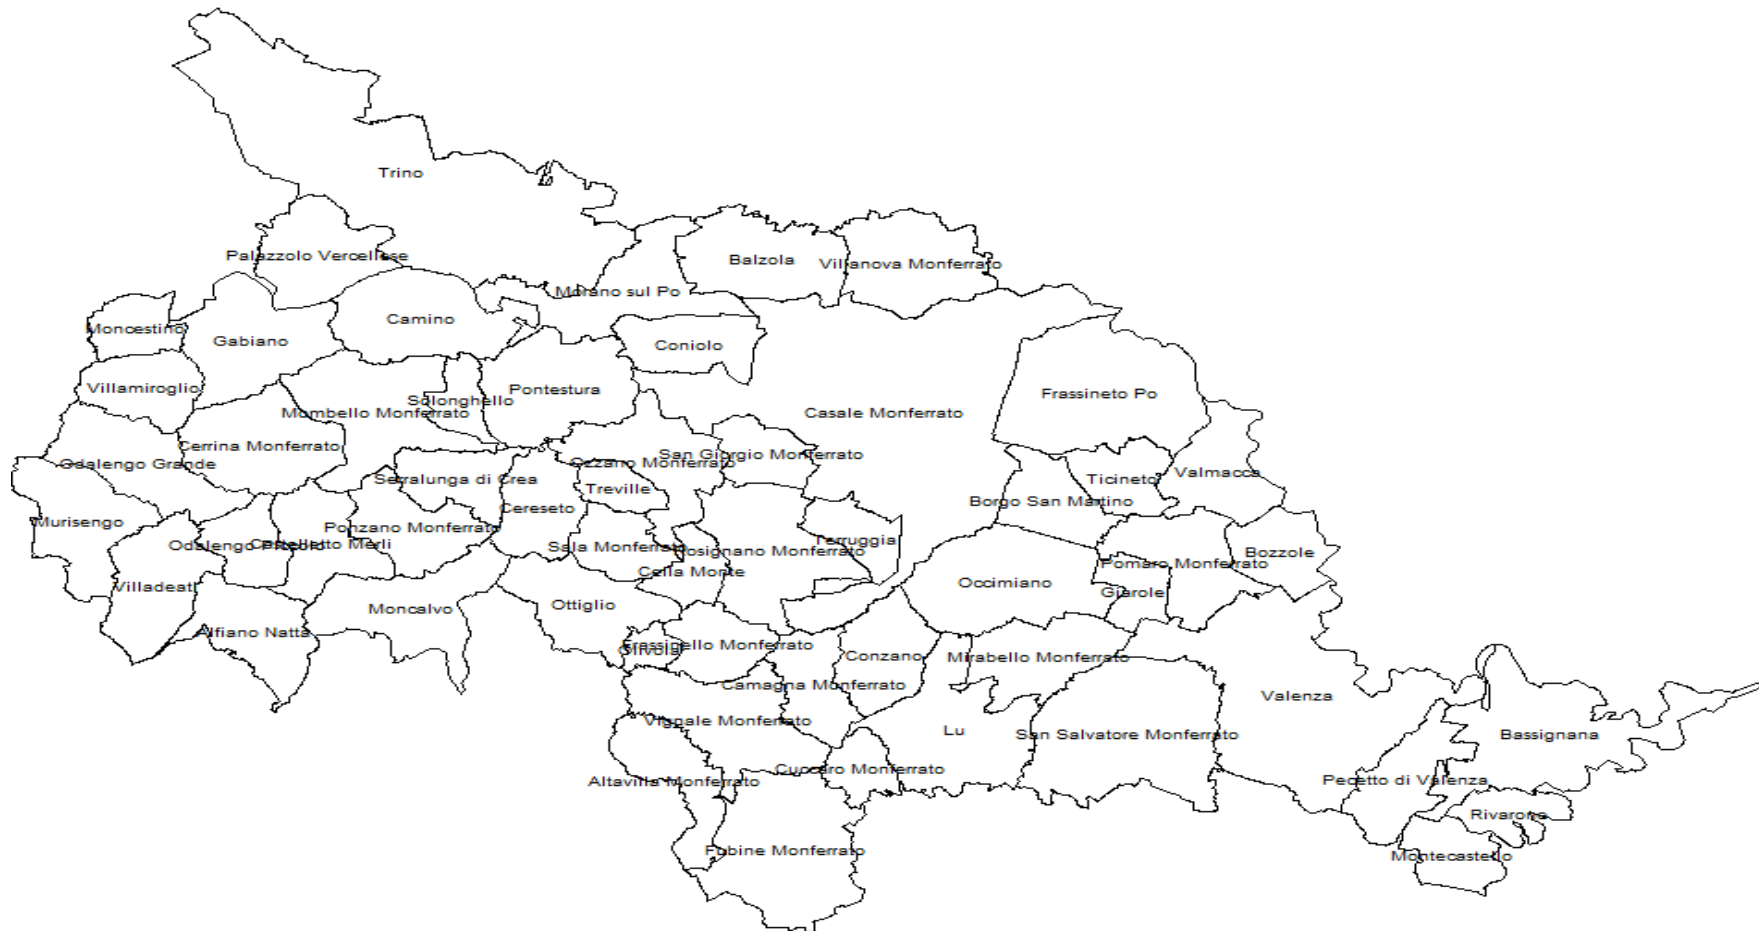 Trino
Palazzolo Vercellese
Balzola
Villanova Monferrato
Morano sul Po
Camino
Moncestino
Gabiano
Coniolo
Villamiroglio
Pontestura
Frassineto Po
Solonghello
Mombello Monferrato
Casale Monferrato
Cerrina Monferrato
San Giorgio Monferrato
Ozzano Monferrato
Odalengo Grande
Valmacca
Serralunga di Crea
Ticineto
Treville
Borgo San Martino
Cereseto
Murisengo
Ponzano Monferrato
Terruggia
Odalengo Piccolo
Castelletto Merli
Sala Monferrato
Rosignano Monferrato
Bozzole
Pomaro Monferrato
Cella Monte
Occimiano
Villadeati
Giarole
Ottiglio
Moncalvo
Alfiano Natta
Frassinello Monferrato
Olivola
Conzano
Mirabello Monferrato
Camagna Monferrato
Valenza
Vignale Monferrato
Lu
San Salvatore Monferrato
Bassignana
Cuccaro Monferrato
Altavilla Monferrato
Pecetto di Valenza
Rivarone
Fubine Monferrato
Montecastello